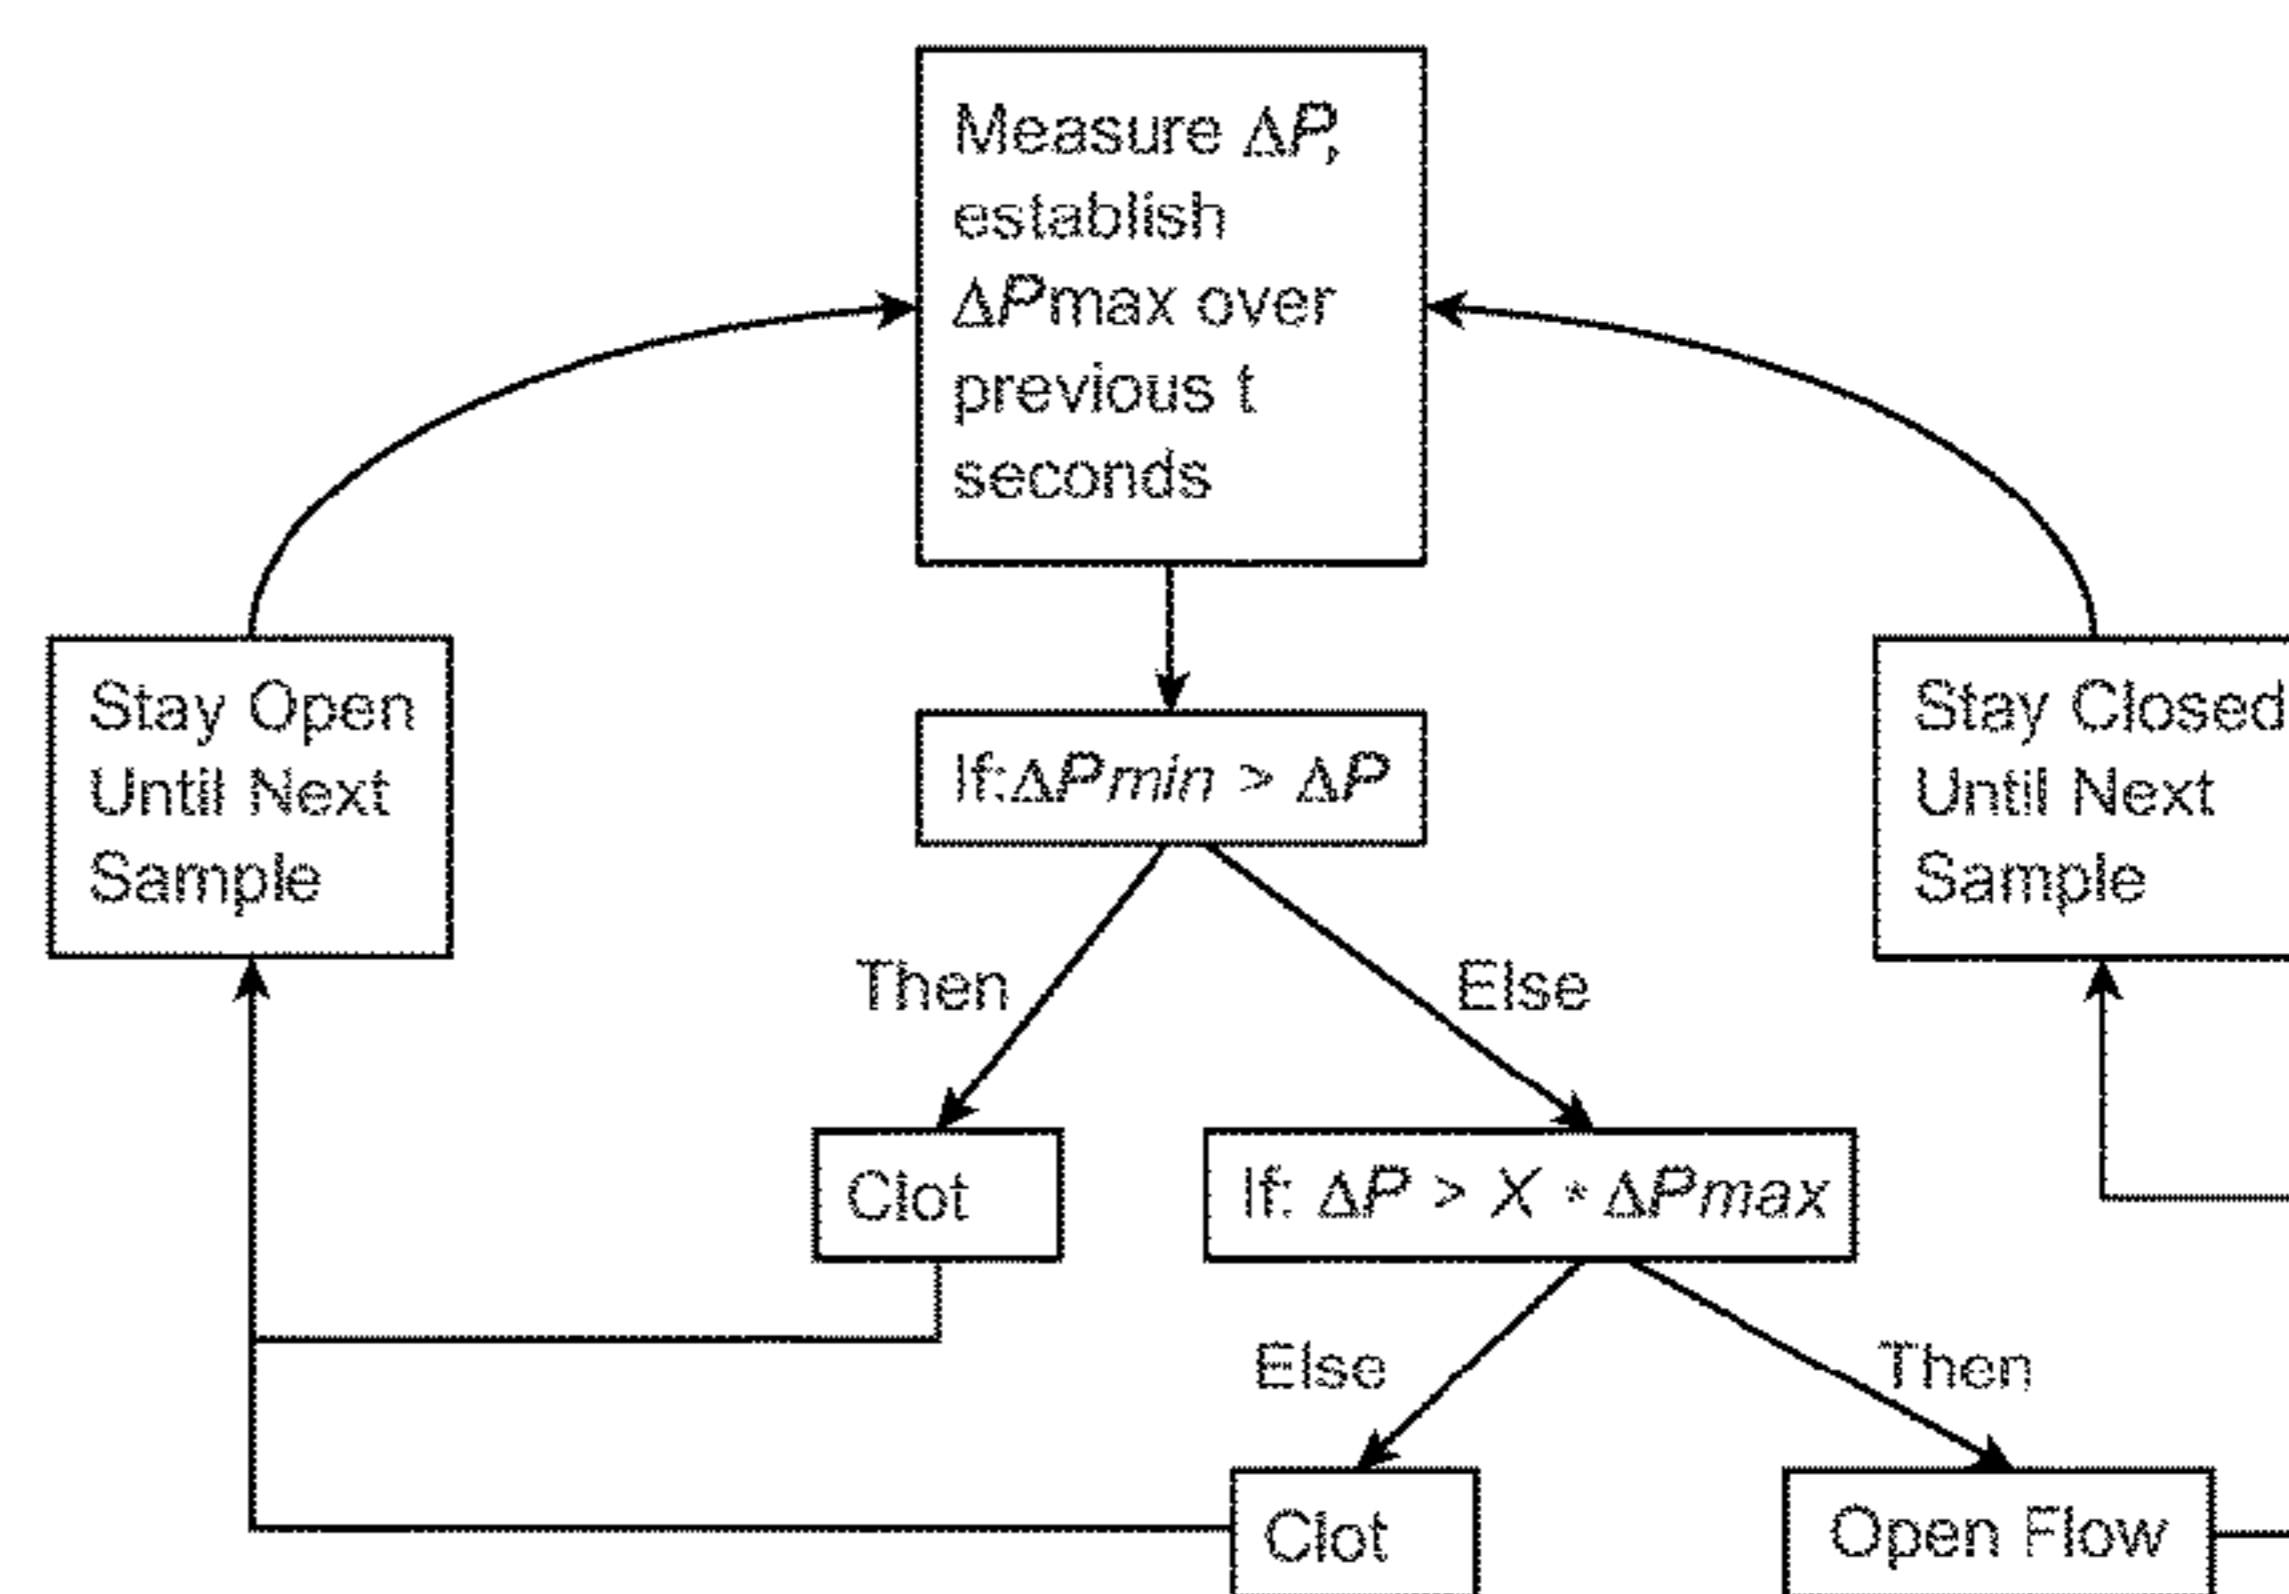 Measure ΔP,
establish
ΔPmax over
previous t
seconds
Stay Open
Until Next
Sample
If:ΔPmin > ΔP
Stay Closed
Until Next
Sample
Then
Else
Clot
If: ΔP > X * ΔPmax
Else
Then
Clot
Open Flow